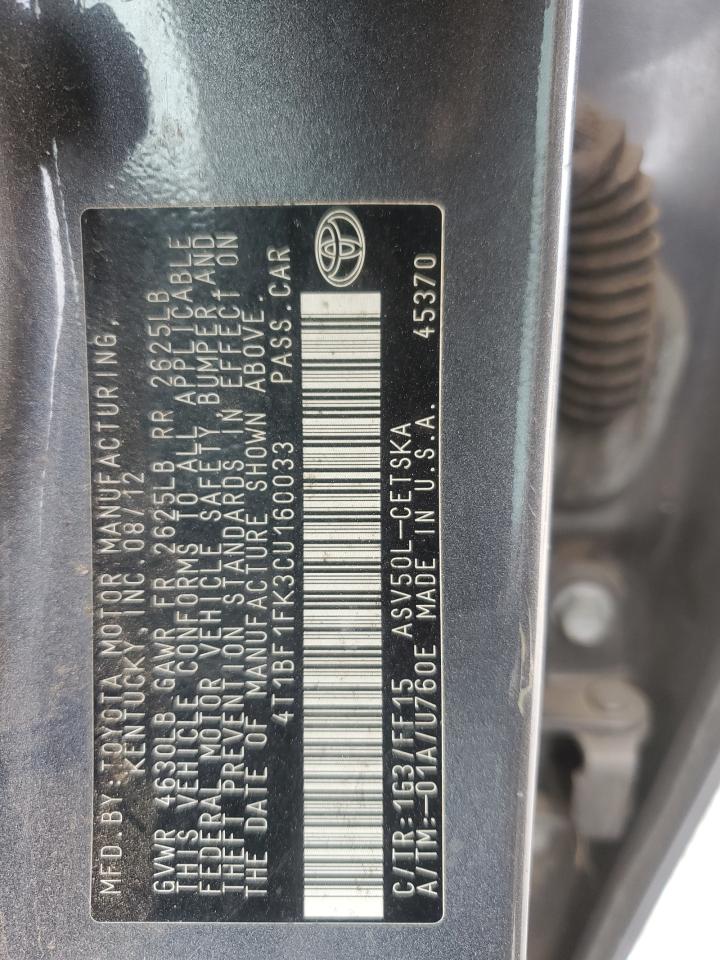 MFD.BY: TOYOTA MOTOR MANUFACTURING,
KENTUCKY, INC 08/12
GVWR 4630LB GAWR FR 2625LB RR 2625LB
THIS VEHICLE CONFORMS TO ALL APPLICABLE
FEDERAL MOTOR VEHICLE SAFETY, BUMPER AND
THEFT PREVENTION STANDARDS IN EFFECT ON
THE DATE OF MANUFACTURE SHOWN ABOVE.
4T1BF1FK3CU160033 PASS.CAR
C/TR:1G3/FF15 ASV50L-CETSKA
A/TM:-01A/U760E MADE IN U.S.A. 45370